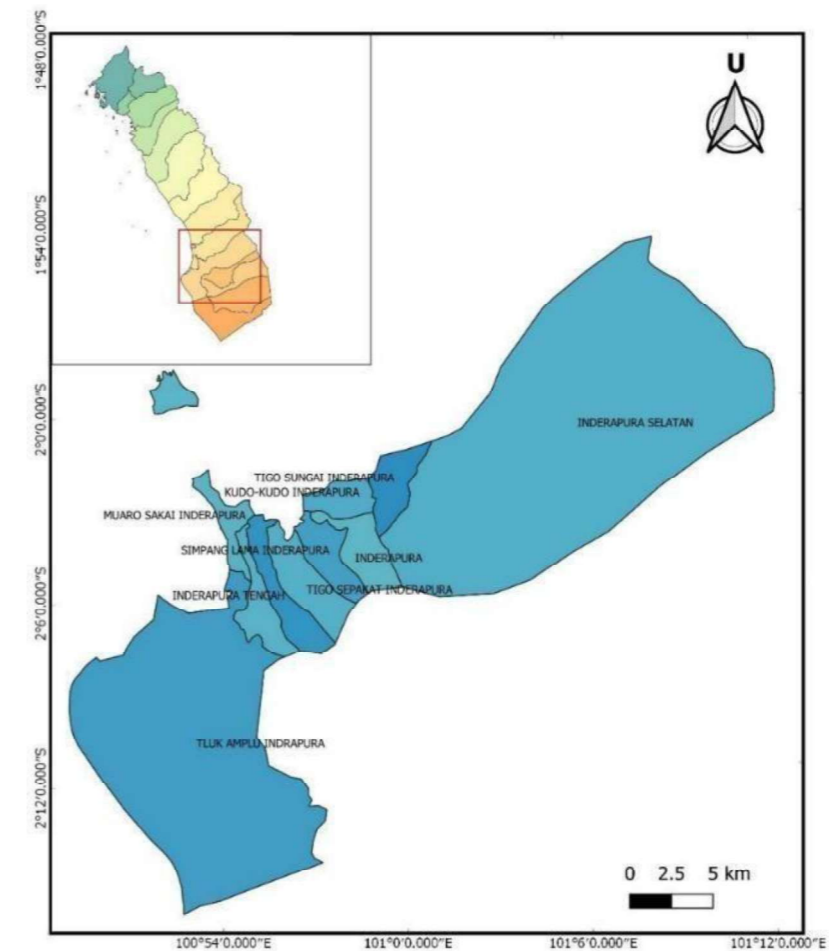 U
1°48'0.000"S
1°54'0.000"S
2°0'0.000"S
2°6'0.000"S
2°12'0.000"S
INDERAPURA SELATAN
TIGO SUNGAI INDERAPURA
KUDO-KUDO INDERAPURA
MUARO SAKAI INDERAPURA
SIMPANG LAMA INDERAPURA
INDERAPURA
TIGO SEPAKAT INDERAPURA
INDERAPURA TENGAH
TLUK AMPLU INDRAPURA
0 2.5 5 km
100°54'0.000"E
101°0'0.000"E
101°6'0.000"E
101°12'0.000"E